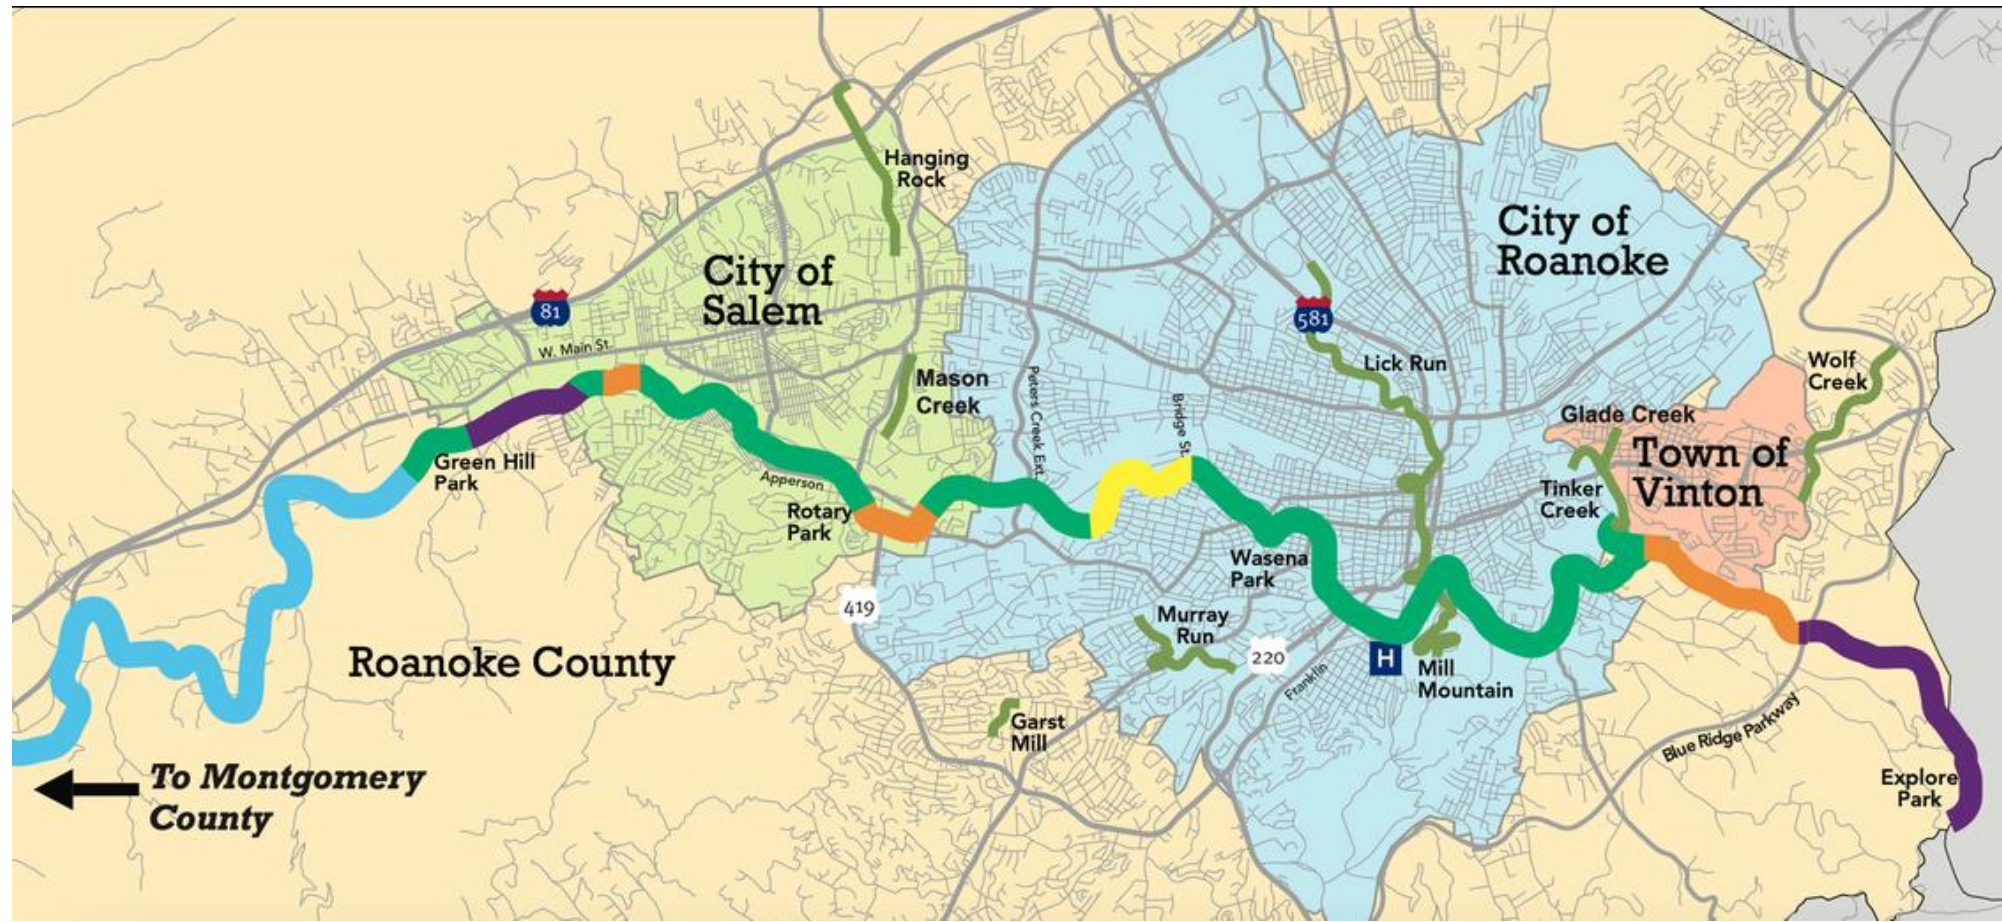 Hanging
Rock
City of
Salem
City of
Roanoke
81
W. Main St.
581
Lick Run
Mason
Creek
Peters Creek Ext.
Bridge St.
Wolf
Creek
Glade Creek
Town of
Vinton
Green Hill
Park
Apperson
Rotary
Park
Tinker
Creek
Wasena
Park
419
Murray
Run
220
H
Franklin
Mill
Mountain
Roanoke County
Garst
Mill
Blue Ridge Parkway
Explore
Park
To Montgomery
County